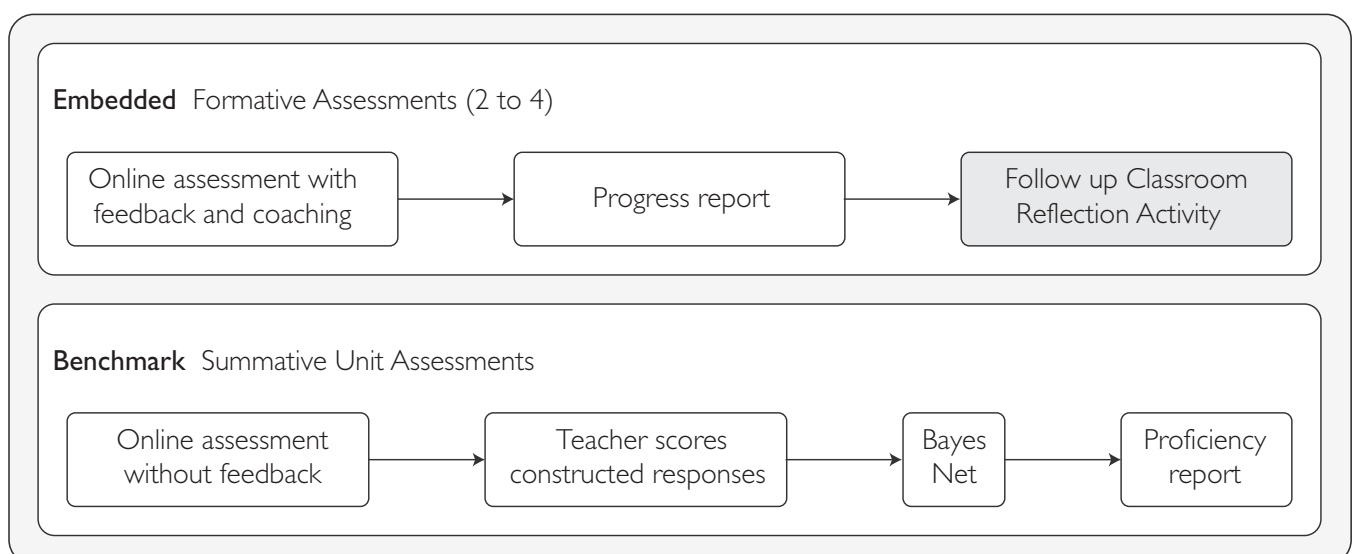 Embedded Formative Assessments (2 to 4)
Online assessment with
feedback and coaching
Progress report
Follow up Classroom
Reflection Activity
Benchmark Summative Unit Assessments
Online assessment
without feedback
Teacher scores
constructed responses
Bayes
Net
Proficiency
report